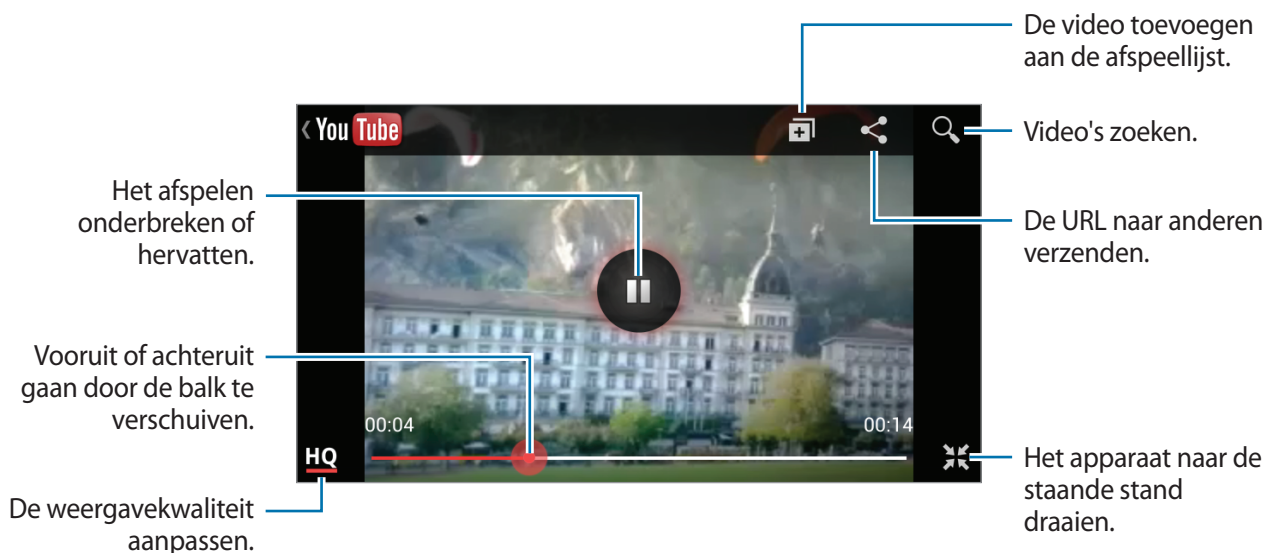 De video toevoegen
aan de afspeellijst.
You Tube
Video's zoeken.
Het afspelen
onderbreken of
hervatten.
De URL naar anderen
verzenden.
Vooruit of achteruit
gaan door de balk te
verschuiven.
00:04
00:14
HQ
Het apparaat naar de
staande stand
draaien.
De weergavekwaliteit
aanpassen.